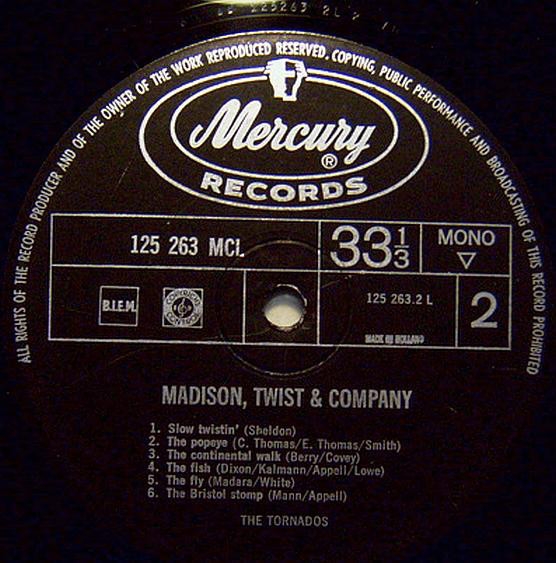 ALL RIGHTS OF THE RECORD PRODUCER AND OF THE OWNER OF THE WORK REPRODUCED RESERVED. COPYING, PUBLIC PERFORMANCE AND BROADCASTING OF THIS RECORD PROHIBITED
Mercury
®
RECORDS
125 263 MCL
33 1/3
MONO
B.I.E.M.
125 263.2 L
2
MADE IN HOLLAND
MADISON, TWIST & COMPANY
1. Slow twistin' (Sheldon)
2. The popeye (C. Thomas/E. Thomas/Smith)
3. The continental walk (Berry/Covey)
4. The fish (Dixon/Kalmann/Appell/Lowe)
5. The fly (Madara/White)
6. The Bristol stomp (Mann/Appell)
THE TORNADOS